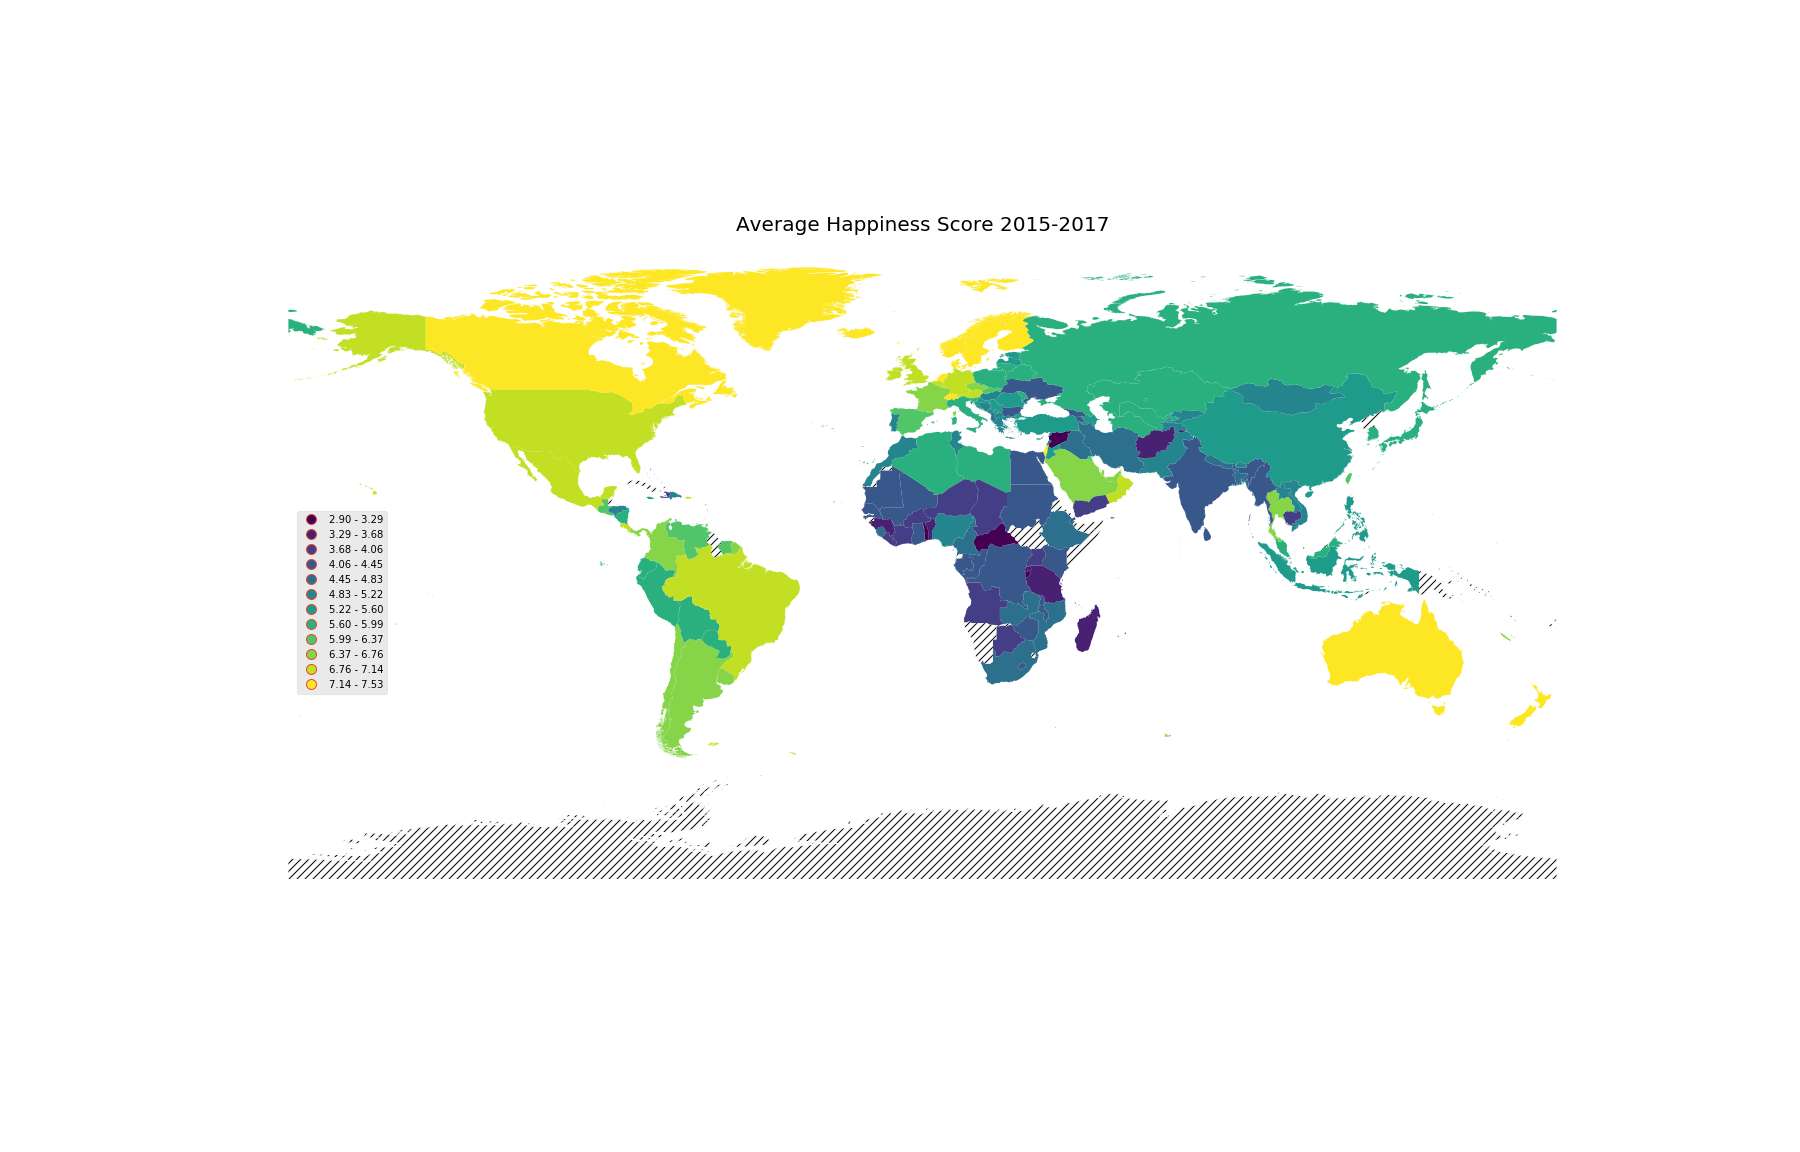 Average Happiness Score 2015-2017
2.90 - 3.29
3.29 - 3.68
3.68 - 4.06
4.06 - 4.45
4.45 - 4.83
4.83 - 5.22
5.22 - 5.60
5.60 - 5.99
5.99 - 6.37
6.37 - 6.76
6.76 - 7.14
7.14 - 7.53